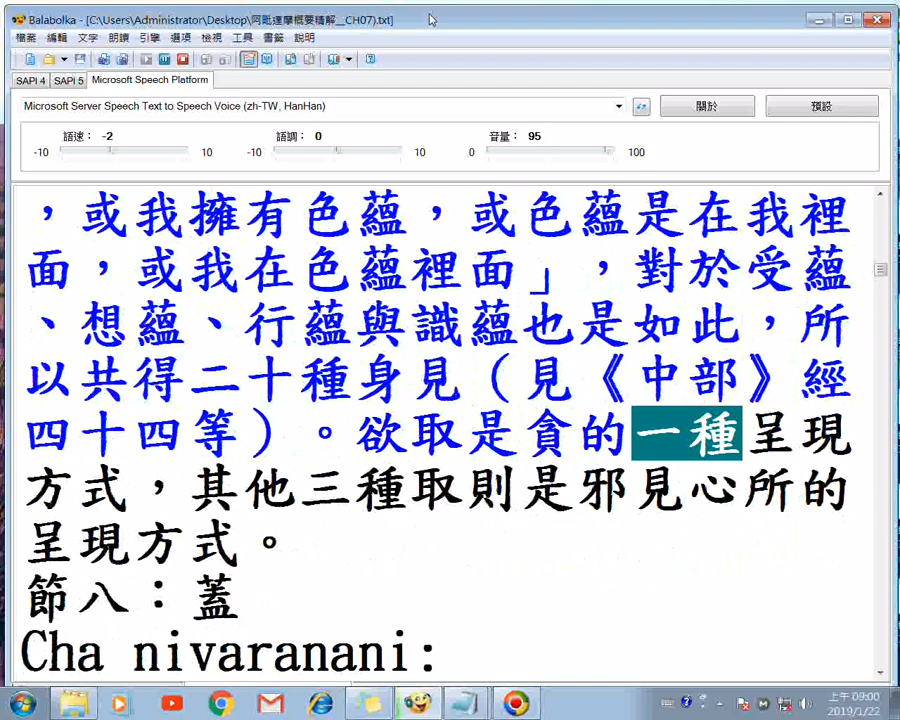 Balabolka - [C:\Users\Administrator\Desktop\阿毗達摩概要精解__CH07).txt]
檔案 編輯 文字 朗讀 引擎 選項 檢視 工具 書籤 說明
SAPI 4 SAPI 5 Microsoft Speech Platform
Microsoft Server Speech Text to Speech Voice (zh-TW, HanHan) 關於 預設
語速： -2 語調： 0 音量： 95
-10 10 -10 10 0 100
，或我擁有色蘊，或色蘊是在我裡
面，或我在色蘊裡面」，對於受蘊
、想蘊、行蘊與識蘊也是如此，所
以共得二十種身見（見《中部》經
四十四等）。欲取是貪的一種呈現
方式，其他三種取則是邪見心所的
呈現方式。
節八：蓋
Cha nivaranani:
上午 09:00
2019/1/22